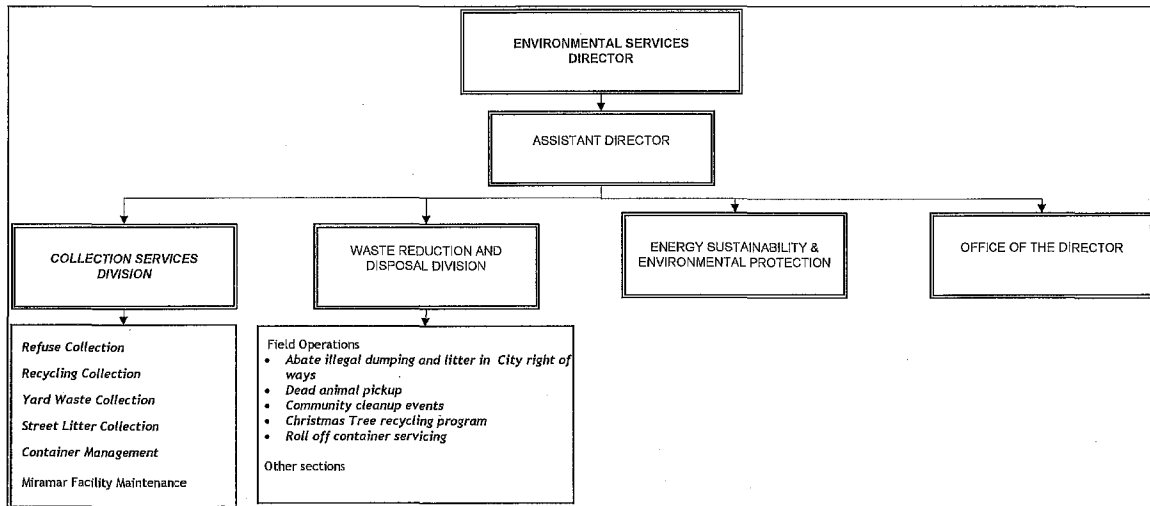 ENVIRONMENTAL SERVICES
DIRECTOR
ASSISTANT DIRECTOR
COLLECTION SERVICES
DIVISION
WASTE REDUCTION AND
DISPOSAL DIVISION
ENERGY SUSTAINABILITY &
ENVIRONMENTAL PROTECTION
OFFICE OF THE DIRECTOR
Refuse Collection
Recycling Collection
Yard Waste Collection
Street Litter Collection
Container Management
Miramar Facility Maintenance
Field Operations
• Abate illegal dumping and litter in City right of
ways
• Dead animal pickup
• Community cleanup events
• Christmas Tree recycling program
• Roll off container servicing
Other sections